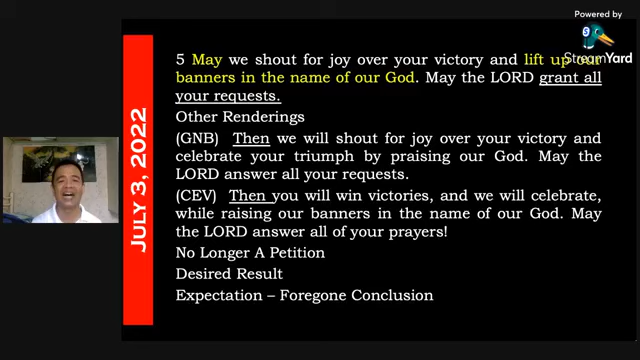 Powered by
StreamYard
5 May we shout for joy over your victory and lift up our
banners in the name of our God. May the LORD grant all
your requests.
Other Renderings
(GNB) Then we will shout for joy over your victory and
celebrate your triumph by praising our God. May the
LORD answer all your requests.
(CEV) Then you will win victories, and we will celebrate,
while raising our banners in the name of our God. May
the LORD answer all of your prayers!
No Longer A Petition
Desired Result
Expectation – Foregone Conclusion
JULY 3, 2022